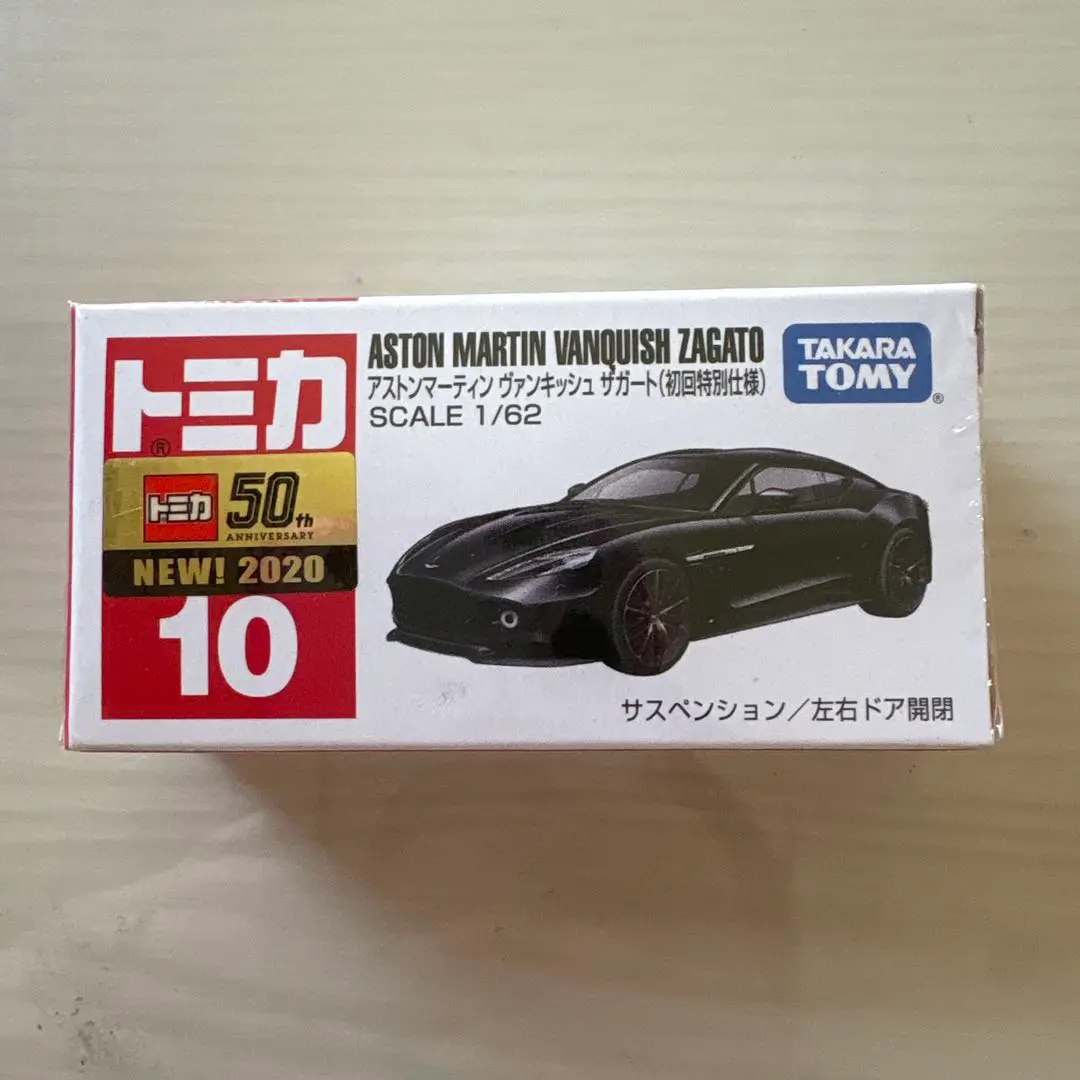 トミカ
®
トミカ 50th
ANNIVERSARY
NEW! 2020
10
ASTON MARTIN VANQUISH ZAGATO
アストンマーティン ヴァンキッシュ ザガート(初回特別仕様)
SCALE 1/62
TAKARA
TOMY
®
サスペンション/左右ドア開閉